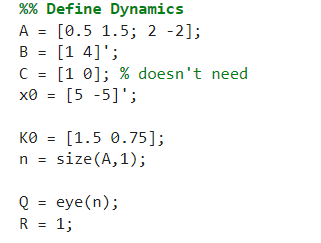 %% Define Dynamics
A = [0.5 1.5; 2 -2];
B = [1 4]';
C = [1 0]; % doesn't need
x0 = [5 -5]';
K0 = [1.5 0.75];
n = size(A,1);
Q = eye(n);
R = 1;